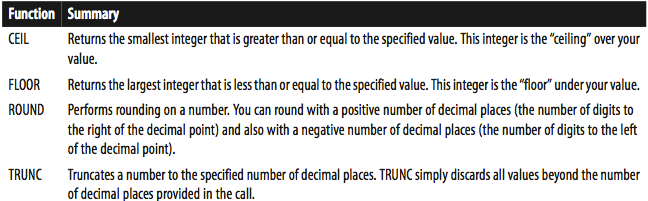 Function Summary
CEIL Returns the smallest integer that is greater than or equal to the specified value. This integer is the “ceiling” over your
value.
FLOOR Returns the largest integer that is less than or equal to the specified value. This integer is the “floor” under your value.
ROUND Performs rounding on a number. You can round with a positive number of decimal places (the number of digits to
the right of the decimal point) and also with a negative number of decimal places (the number of digits to the left
of the decimal point).
TRUNC Truncates a number to the specified number of decimal places. TRUNC simply discards all values beyond the number
of decimal places provided in the call.